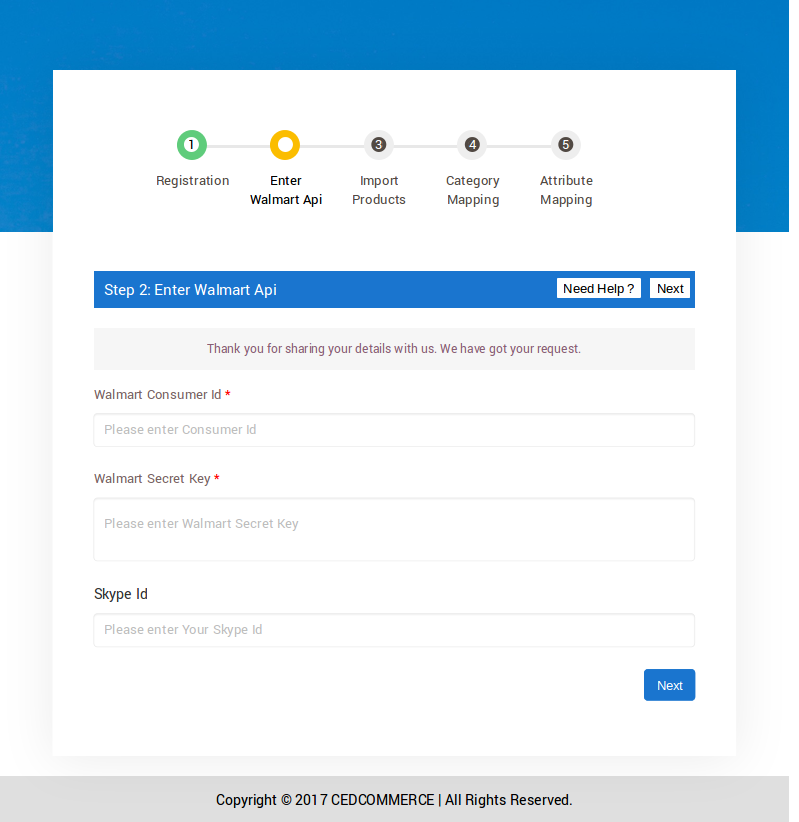 1
3
4
5
Registration
Enter
Walmart Api
Import
Products
Category
Mapping
Attribute
Mapping
Step 2: Enter Walmart Api
Need Help ?
Next
Thank you for sharing your details with us. We have got your request.
Walmart Consumer Id *
Please enter Consumer Id
Walmart Secret Key *
Please enter Walmart Secret Key
Skype Id
Please enter Your Skype Id
Next
Copyright © 2017 CEDCOMMERCE | All Rights Reserved.